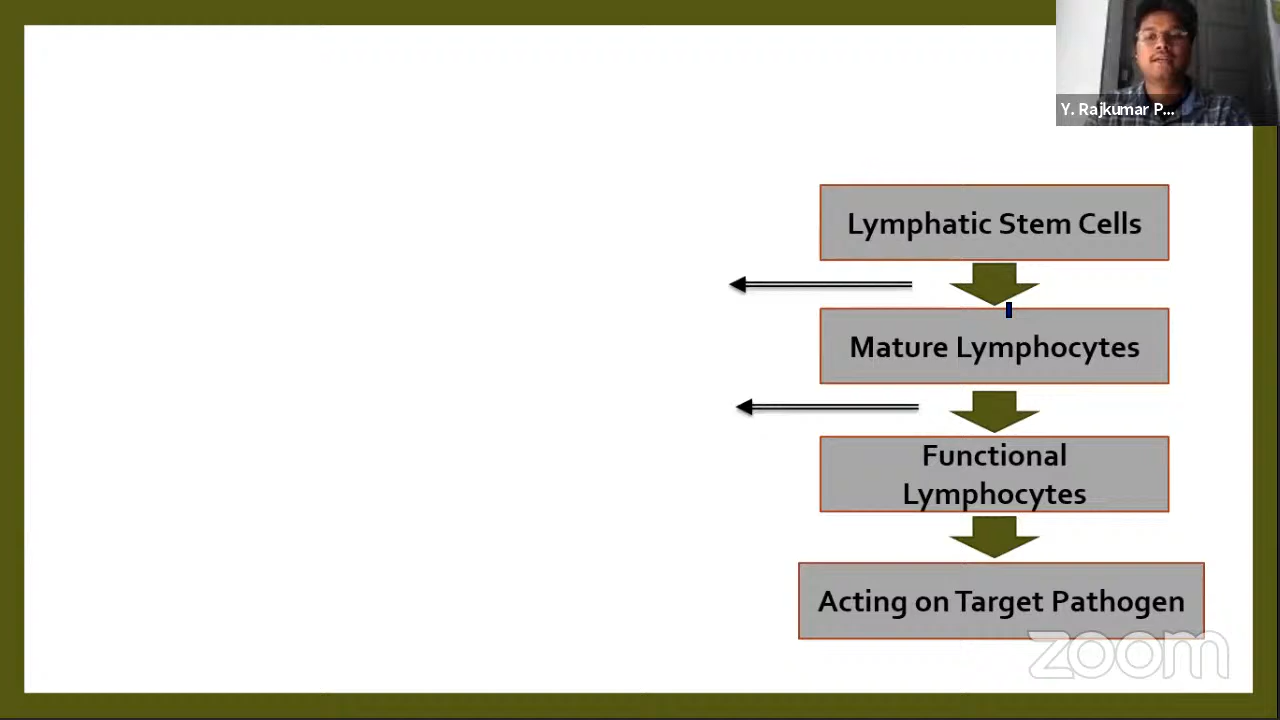 Y. Rajkumar P...
Lymphatic Stem Cells
Mature Lymphocytes
Functional
Lymphocytes
Acting on Target Pathogen
zoom